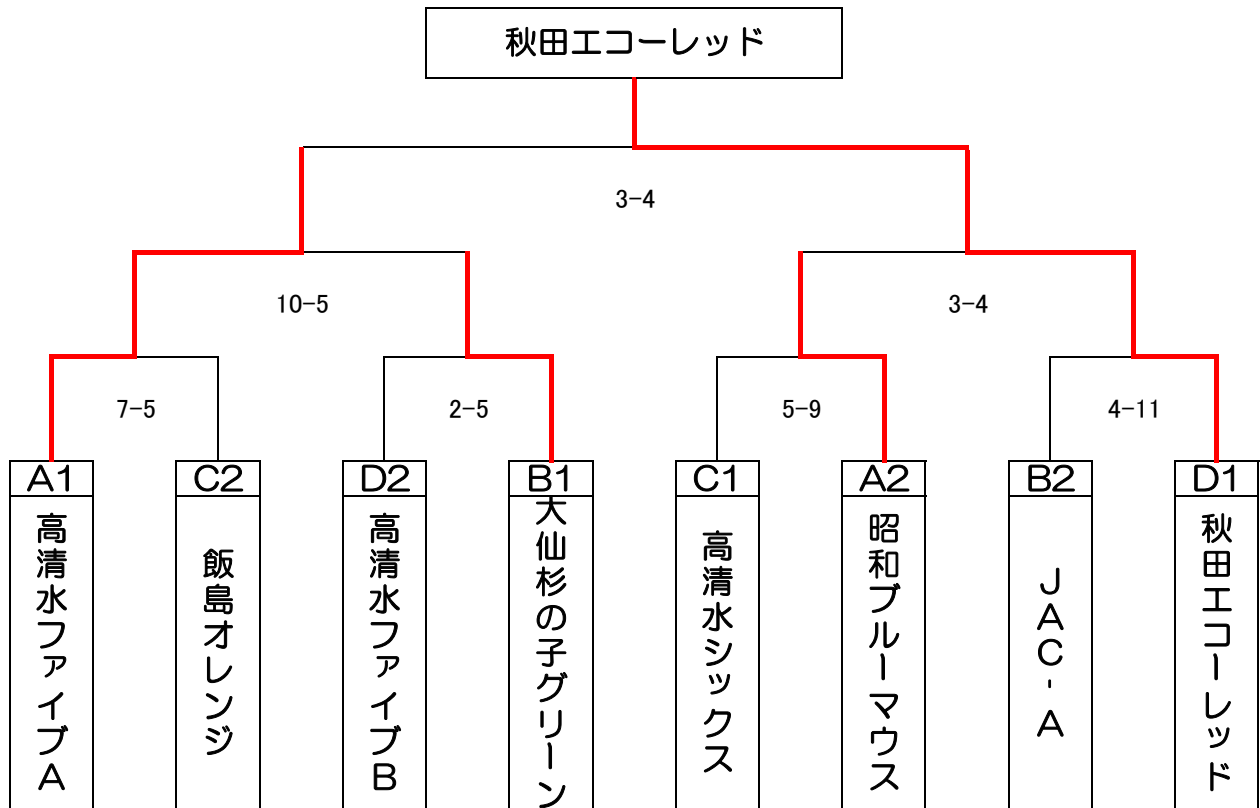 秋田エコーレッド
3-4
10-5
3-4
7-5
2-5
5-9
4-11
A1
C2
D2
B1
C1
A2
B2
D1
高清水ファイブA
飯島オレンジ
高清水ファイブB
大仙杉の子グリーン
高清水シックス
昭和ブルーマウス
JAC-A
秋田エコーレッド